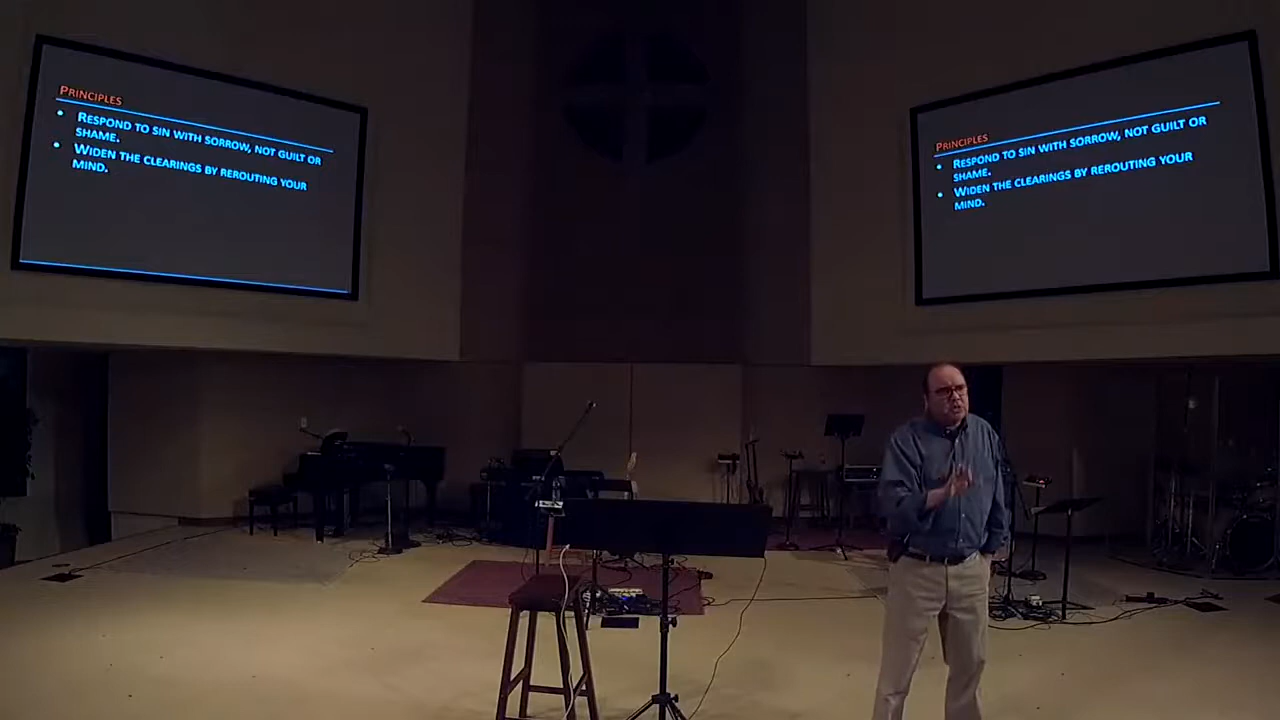 PRINCIPLES
• RESPOND TO SIN WITH SORROW, NOT GUILT OR
SHAME.
• WIDEN THE CLEARINGS BY REROUTING YOUR
MIND.
PRINCIPLES
• RESPOND TO SIN WITH SORROW, NOT GUILT OR
SHAME.
• WIDEN THE CLEARINGS BY REROUTING YOUR
MIND.